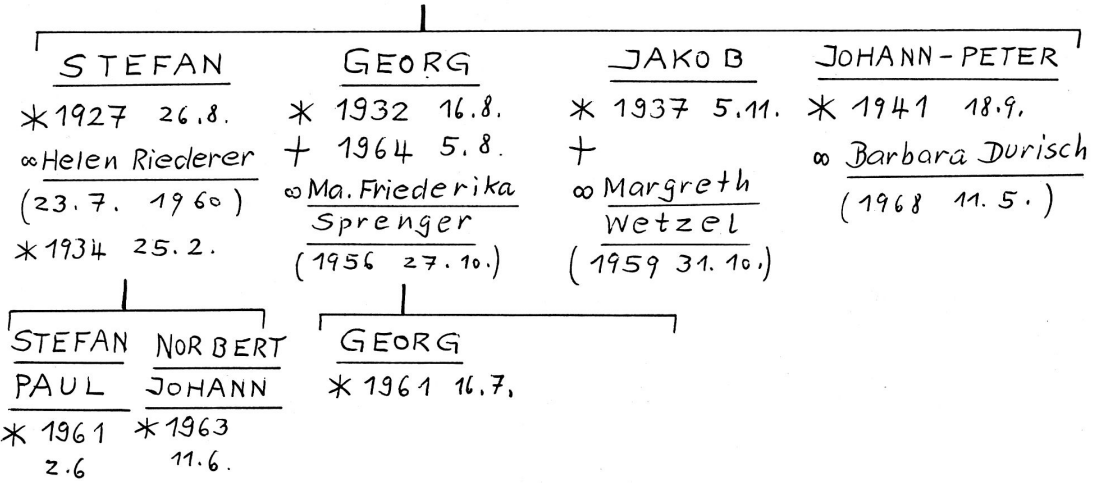 STEFAN
* 1927 26.8.
∞ Helen Riederer
(23.7. 1960)
* 1934 25.2.
GEORG
* 1932 16.8.
+ 1964 5.8.
∞ Ma. Friederika
Sprenger
(1956 27.10.)
JAKOB
* 1937 5.11.
+
∞ Margreth
Wetzel
(1959 31.10.)
JOHANN-PETER
* 1941 18.9.
∞ Barbara Durisch
(1968 11.5.)
STEFAN
PAUL
* 1961
2.6
NORBERT
JOHANN
* 1963
11.6.
GEORG
* 1961 16.7.